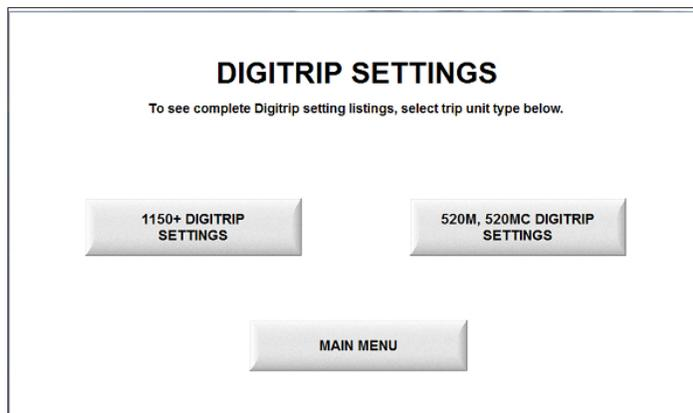 DIGITRIP SETTINGS
To see complete Digitrip setting listings, select trip unit type below.
1150+ DIGITRIP
SETTINGS
520M, 520MC DIGITRIP
SETTINGS
MAIN MENU